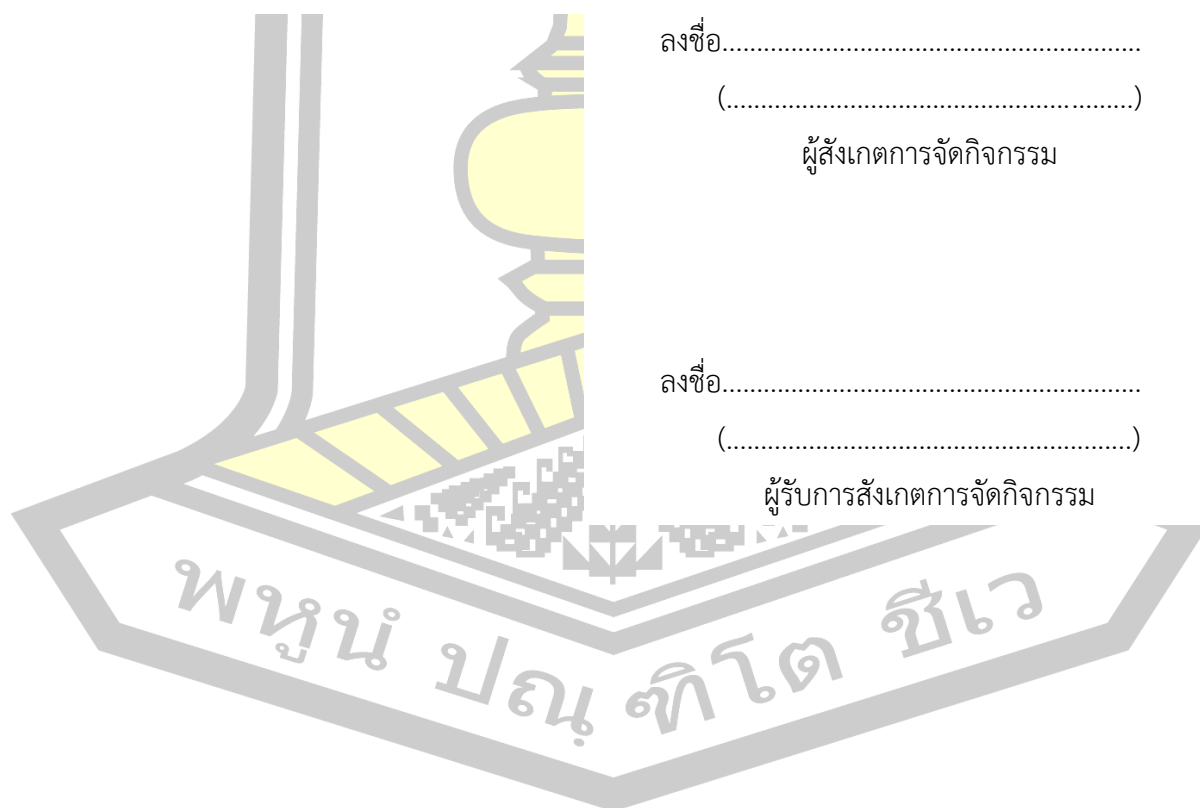 ลงชื่อ.............................................................
(............................................................)
ผู้สังเกตการจัดกิจกรรม
ลงชื่อ.............................................................
(...........................................................)
ผู้รับการสังเกตการจัดกิจกรรม
พหูนํ ปณฺฑิโต ชีเว